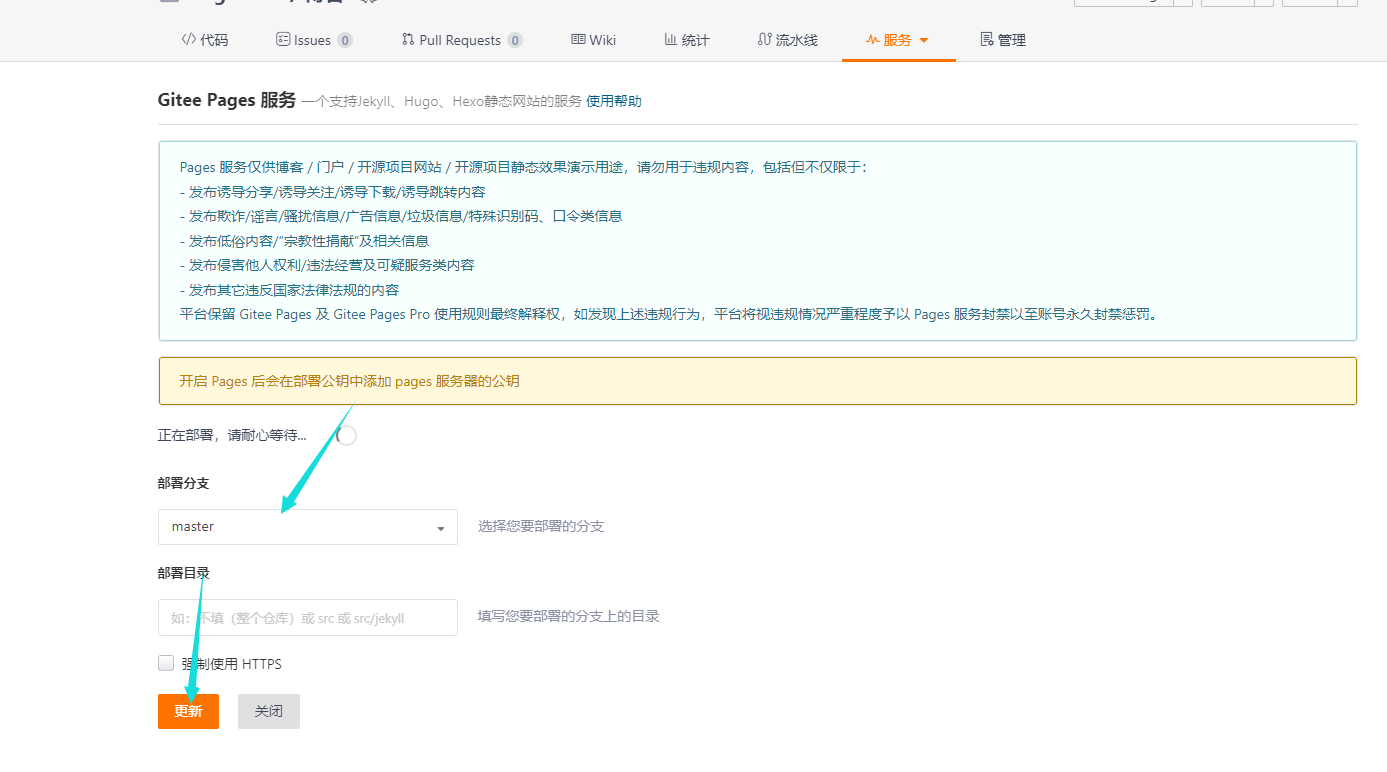 代码 Issues 0 Pull Requests 0 Wiki 统计 流水线 服务 管理
Gitee Pages 服务 一个支持Jekyll、Hugo、Hexo静态网站的服务 使用帮助
Pages 服务仅供博客 / 门户 / 开源项目网站 / 开源项目静态效果演示用途，请勿用于违规内容，包括但不仅限于：
- 发布诱导分享/诱导关注/诱导下载/诱导跳转内容
- 发布欺诈/谣言/骚扰信息/广告信息/垃圾信息/特殊识别码、口令类信息
- 发布低俗内容/“宗教性捐献”及相关信息
- 发布侵害他人权利/违法经营及可疑服务类内容
- 发布其它违反国家法律法规的内容
平台保留 Gitee Pages 及 Gitee Pages Pro 使用规则最终解释权，如发现上述违规行为，平台将视违规情况严重程度予以 Pages 服务封禁以至账号永久封禁惩罚。
开启 Pages 后会在部署公钥中添加 pages 服务器的公钥
正在部署，请耐心等待...
部署分支
master 选择您要部署的分支
部署目录
如：不填（整个仓库）或 src 或 src/jekyll 填写您要部署的分支上的目录
强制使用 HTTPS
更新 关闭